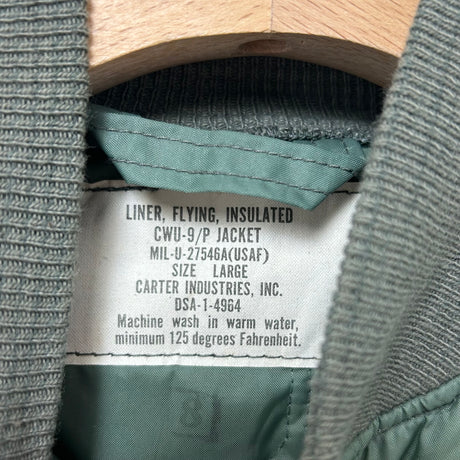 LINER, FLYING, INSULATED
CWU-9/P JACKET
MIL-U-27546A(USAF)
SIZE LARGE
CARTER INDUSTRIES, INC.
DSA-1-4964
Machine wash in warm water,
minimum 125 degrees Fahrenheit.
8